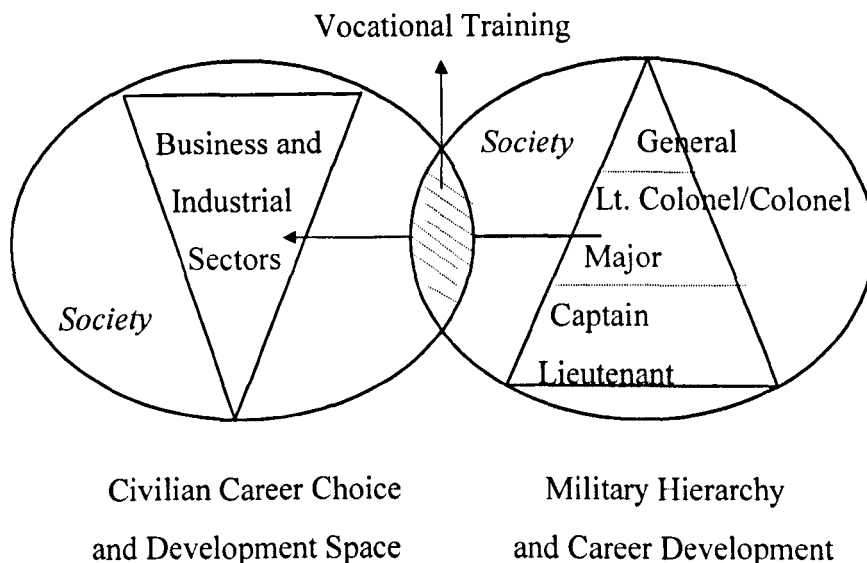 Vocational Training
Business and
Industrial
Sectors
Society
Society
General
Lt. Colonel/Colonel
Major
Captain
Lieutenant
Civilian Career Choice
and Development Space
Military Hierarchy
and Career Development